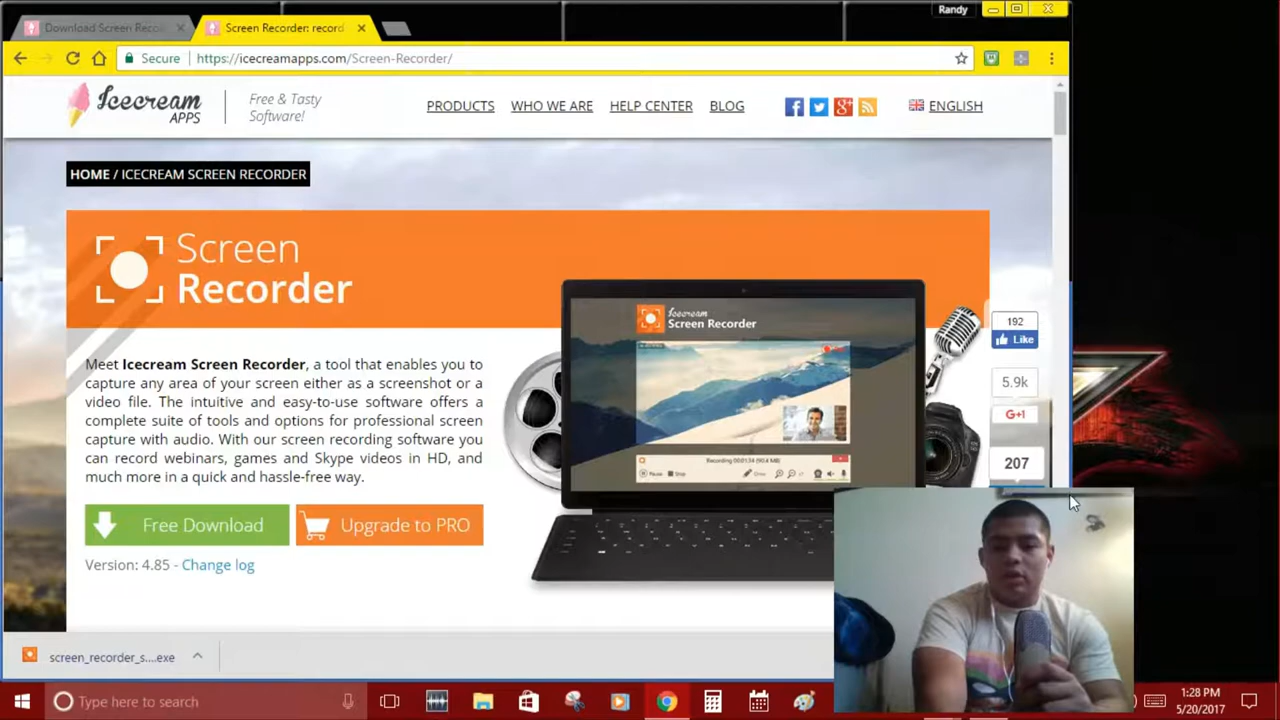 Randy
Download Screen Reco
Screen Recorder: record
Secure
https://icecreamapps.com/Screen-Recorder/
Icecream
APPS
Free & Tasty
Software!
PRODUCTS
WHO WE ARE
HELP CENTER
BLOG
ENGLISH
HOME / ICECREAM SCREEN RECORDER
Screen
Recorder
Icecream
Screen Recorder
192
Like
5.9k
G+1
207
Meet Icecream Screen Recorder, a tool that enables you to
capture any area of your screen either as a screenshot or a
video file. The intuitive and easy-to-use software offers a
complete suite of tools and options for professional screen
capture with audio. With our screen recording software you
can record webinars, games and Skype videos in HD, and
much more in a quick and hassle-free way.
Pause
Stop
Draw
Free Download
Upgrade to PRO
Version: 4.85 - Change log
screen_recorder_s....exe
Type here to search
1:28 PM
5/20/2017